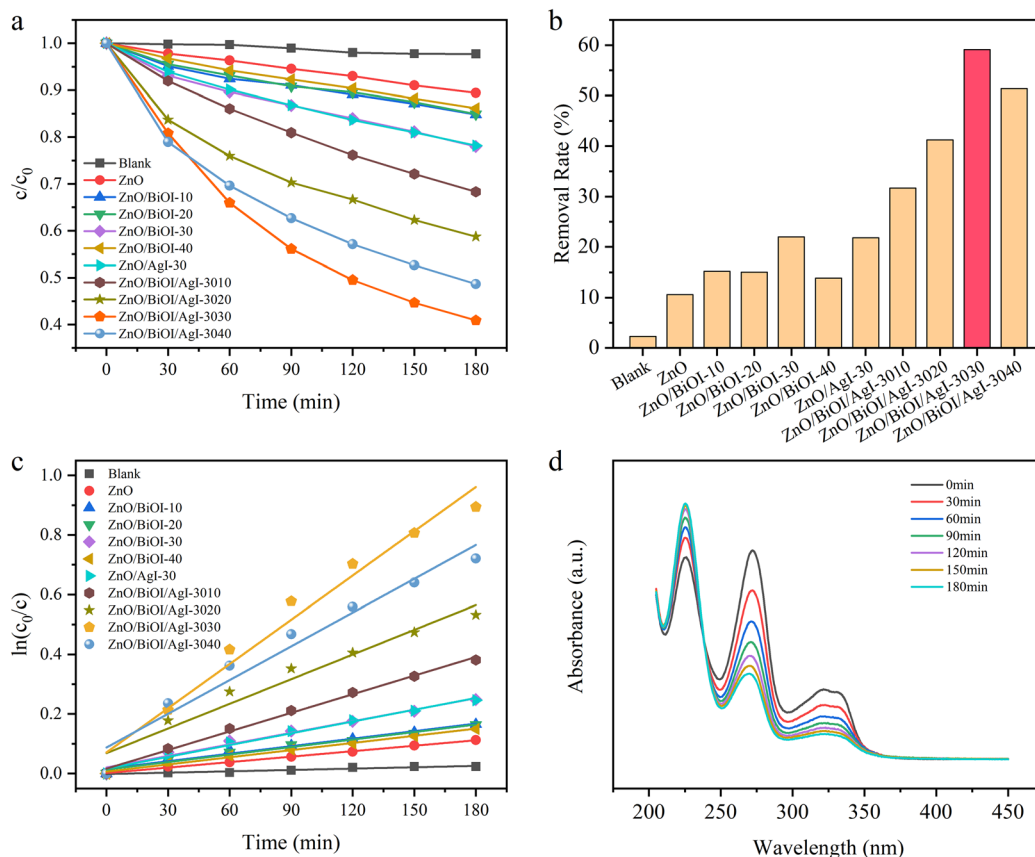 a
1.0
0.9
0.8
0.7
0.6
0.5
0.4
c/c0
Blank
ZnO
ZnO/BiOI-10
ZnO/BiOI-20
ZnO/BiOI-30
ZnO/BiOI-40
ZnO/AgI-30
ZnO/BiOI/AgI-3010
ZnO/BiOI/AgI-3020
ZnO/BiOI/AgI-3030
ZnO/BiOI/AgI-3040
0 30 60 90 120 150 180
Time (min)
b
60
50
40
30
20
10
0
Removal Rate (%)
Blank
ZnO
ZnO/BiOI-10
ZnO/BiOI-20
ZnO/BiOI-30
ZnO/BiOI-40
ZnO/AgI-30
ZnO/BiOI/AgI-3010
ZnO/BiOI/AgI-3020
ZnO/BiOI/AgI-3030
ZnO/BIO/AgI-3040
c
1.0
0.8
0.6
0.4
0.2
0.0
ln(c0/c)
Blank
ZnO
ZnO/BiOI-10
ZnO/BiOI-20
ZnO/BiOI-30
ZnO/BiOI-40
ZnO/AgI-30
ZnO/BiOI/AgI-3010
ZnO/BiOI/AgI-3020
ZnO/BiOI/AgI-3030
ZnO/BiOI/AgI-3040
0 30 60 90 120 150 180
Time (min)
d
Absorbance (a.u.)
0min
30min
60min
90min
120min
150min
180min
200 250 300 350 400 450
Wavelength (nm)